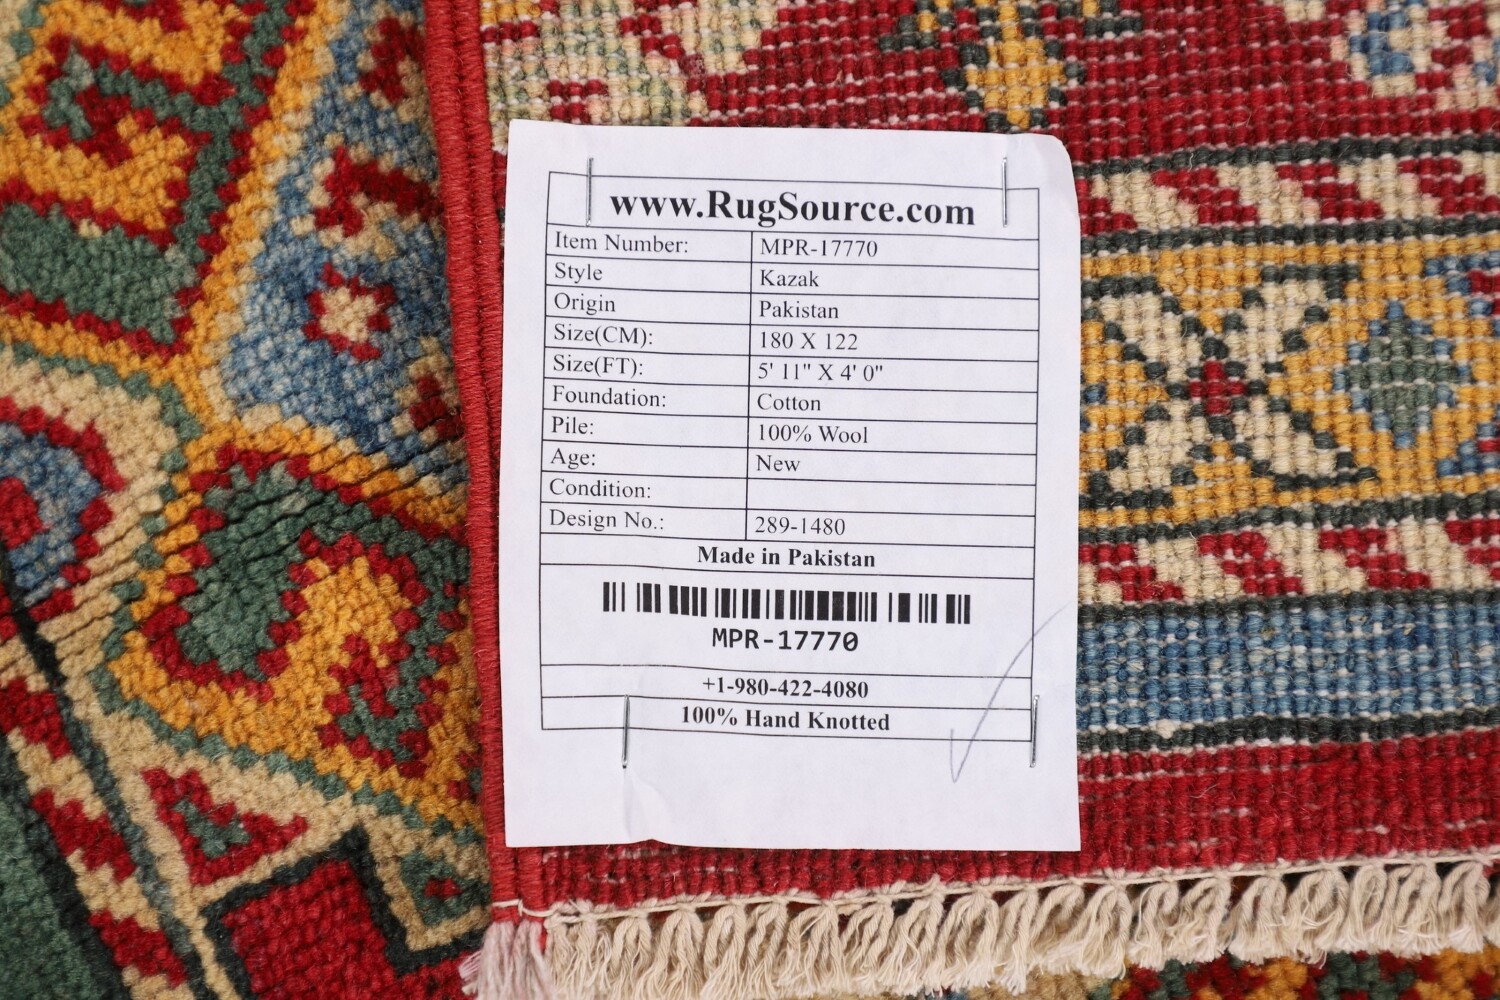 www.RugSource.com
Item Number: MPR-17770
Style Kazak
Origin Pakistan
Size(CM): 180 X 122
Size(FT): 5' 11" X 4' 0"
Foundation: Cotton
Pile: 100% Wool
Age: New
Condition:
Design No.: 289-1480
Made in Pakistan
MPR-17770
+1-980-422-4080
100% Hand Knotted